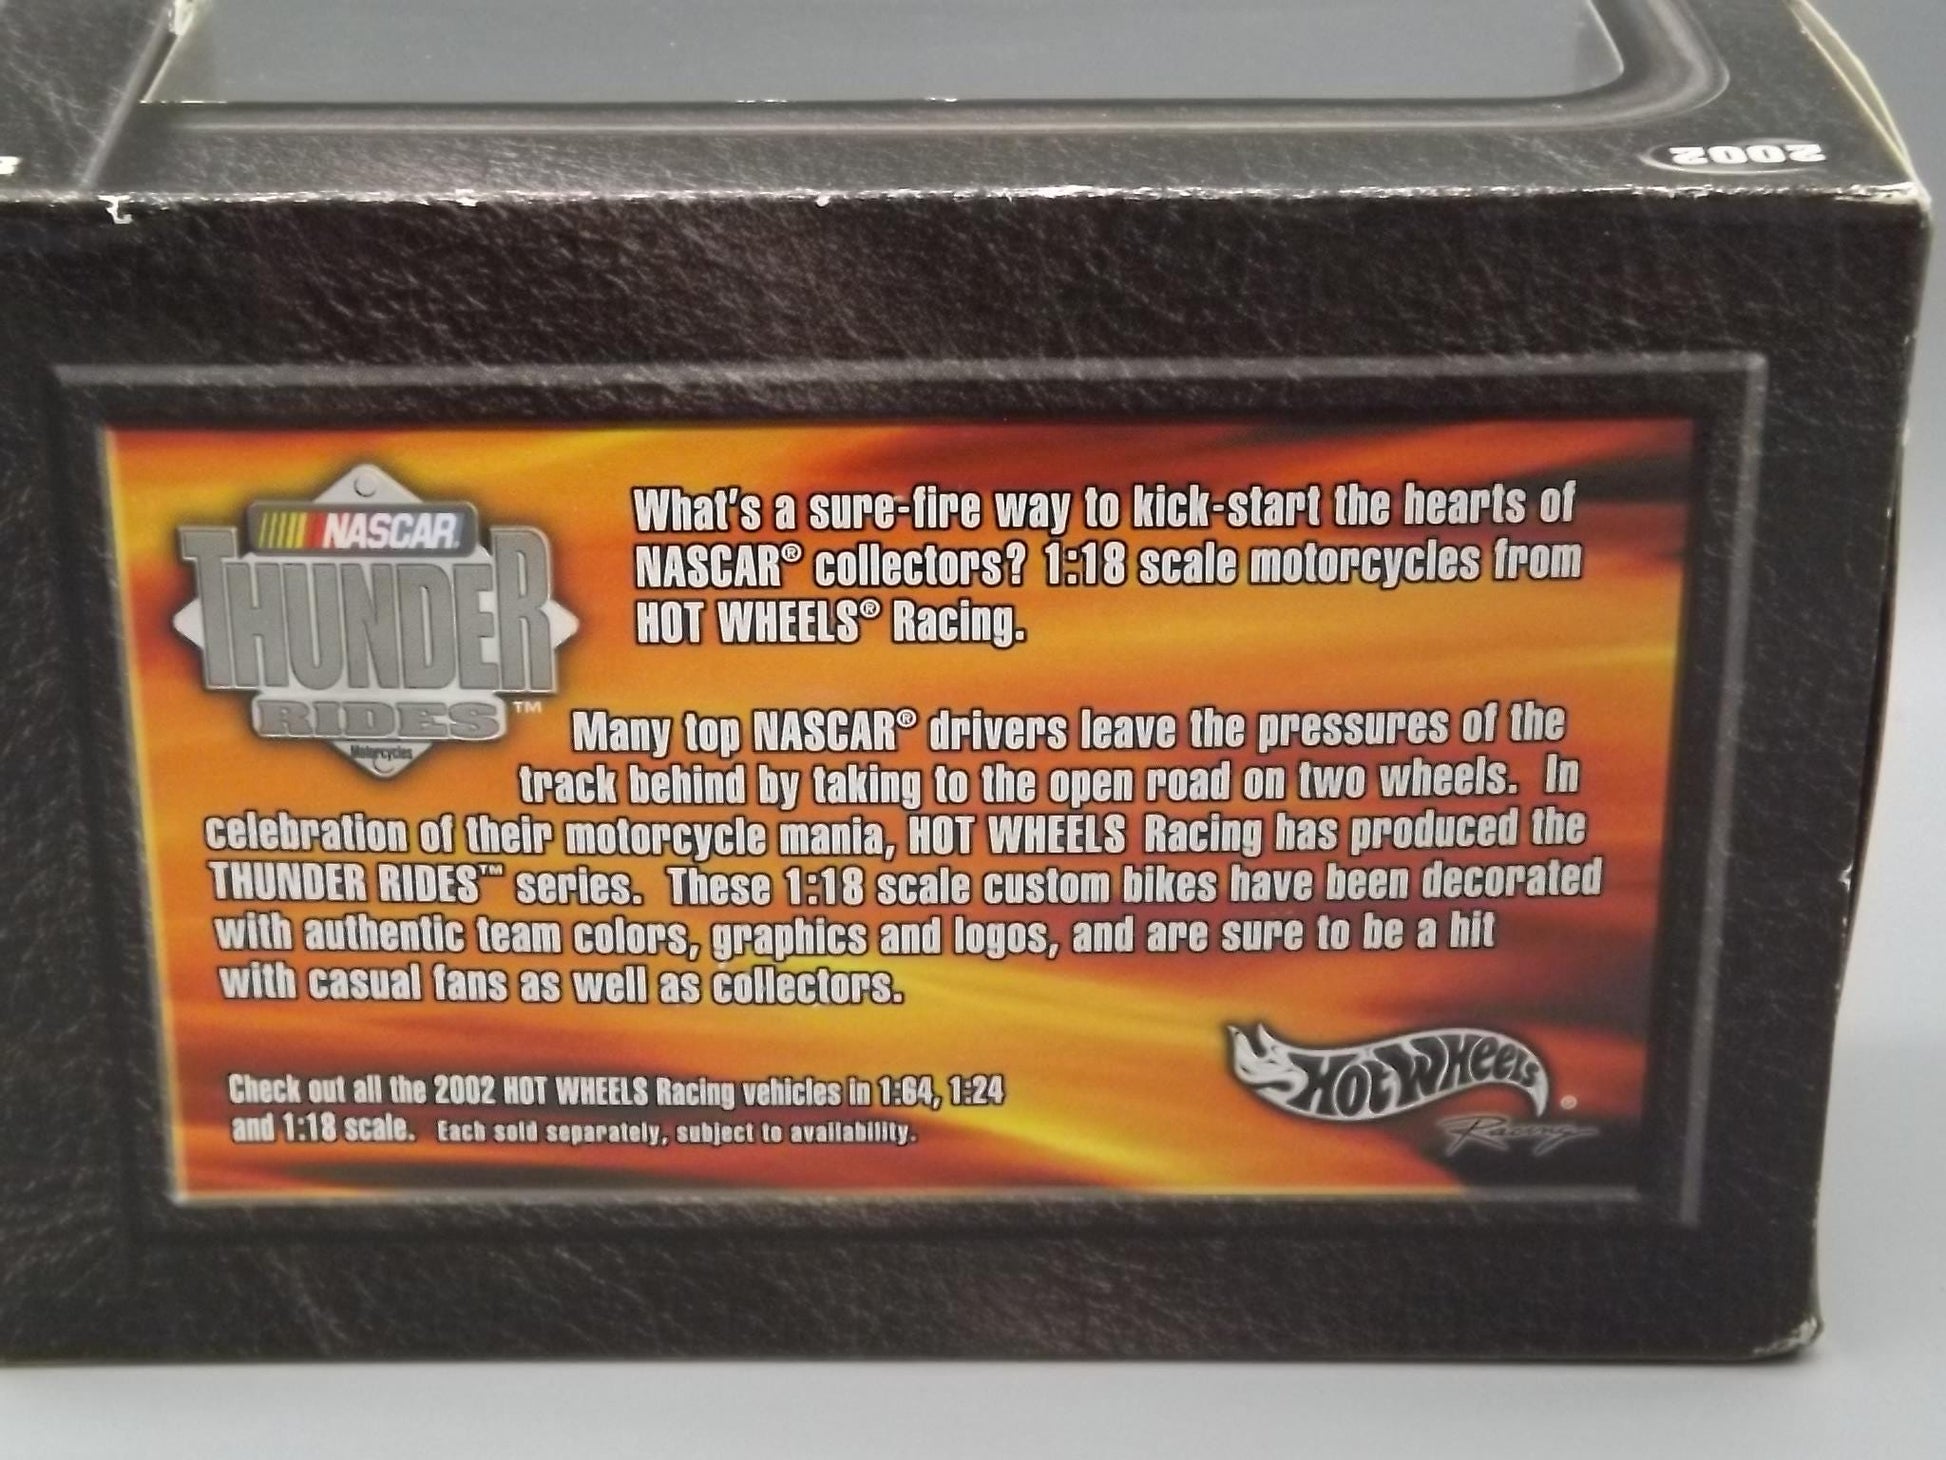 2002
NASCAR®
THUNDER
RIDES™
Motorcycles
What's a sure-fire way to kick-start the hearts of
NASCAR® collectors? 1:18 scale motorcycles from
HOT WHEELS® Racing.
Many top NASCAR® drivers leave the pressures of the
track behind by taking to the open road on two wheels. In
celebration of their motorcycle mania, HOT WHEELS Racing has produced the
THUNDER RIDES™ series. These 1:18 scale custom bikes have been decorated
with authentic team colors, graphics and logos, and are sure to be a hit
with casual fans as well as collectors.
Check out all the 2002 HOT WHEELS Racing vehicles in 1:64, 1:24
and 1:18 scale. Each sold separately, subject to availability.
Hot Wheels®
Racing